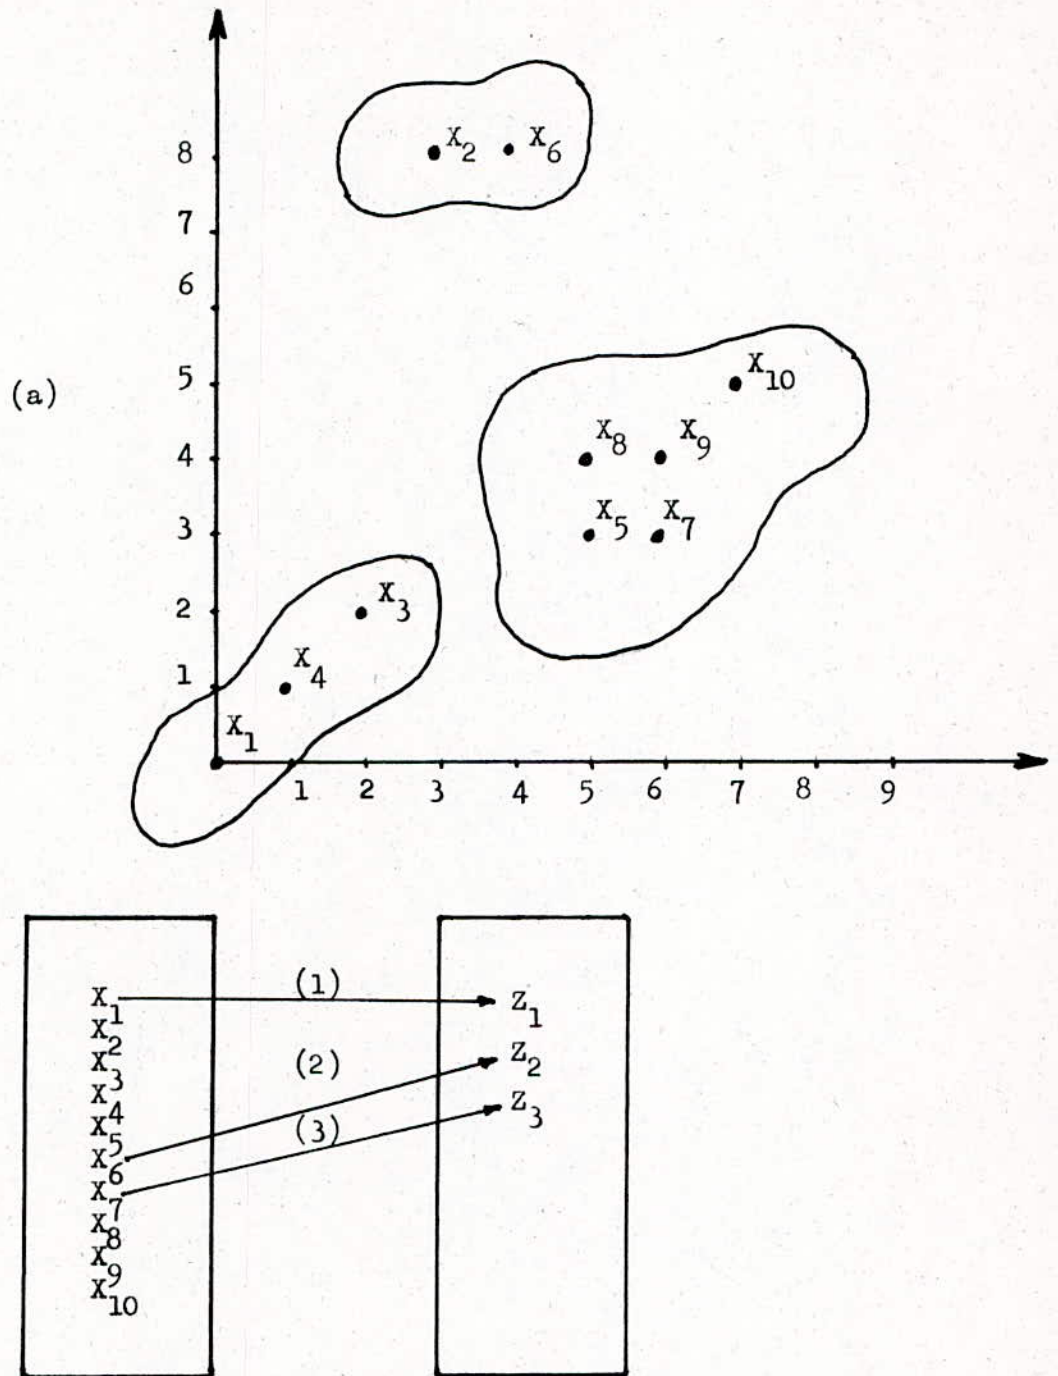 8
X₂ X₆
7
6
(a)
5
X₁₀
4
X₈ X₉
3
X₅ X₇
2
X₃
1
X₄
X₁
1 2 3 4 5 6 7 8 9
X₁ (1) Z₁
X₂
X₃ (2) Z₂
X₄ Z₃
X₅ (3)
X₆
X₇
X₈
X₉
X₁₀